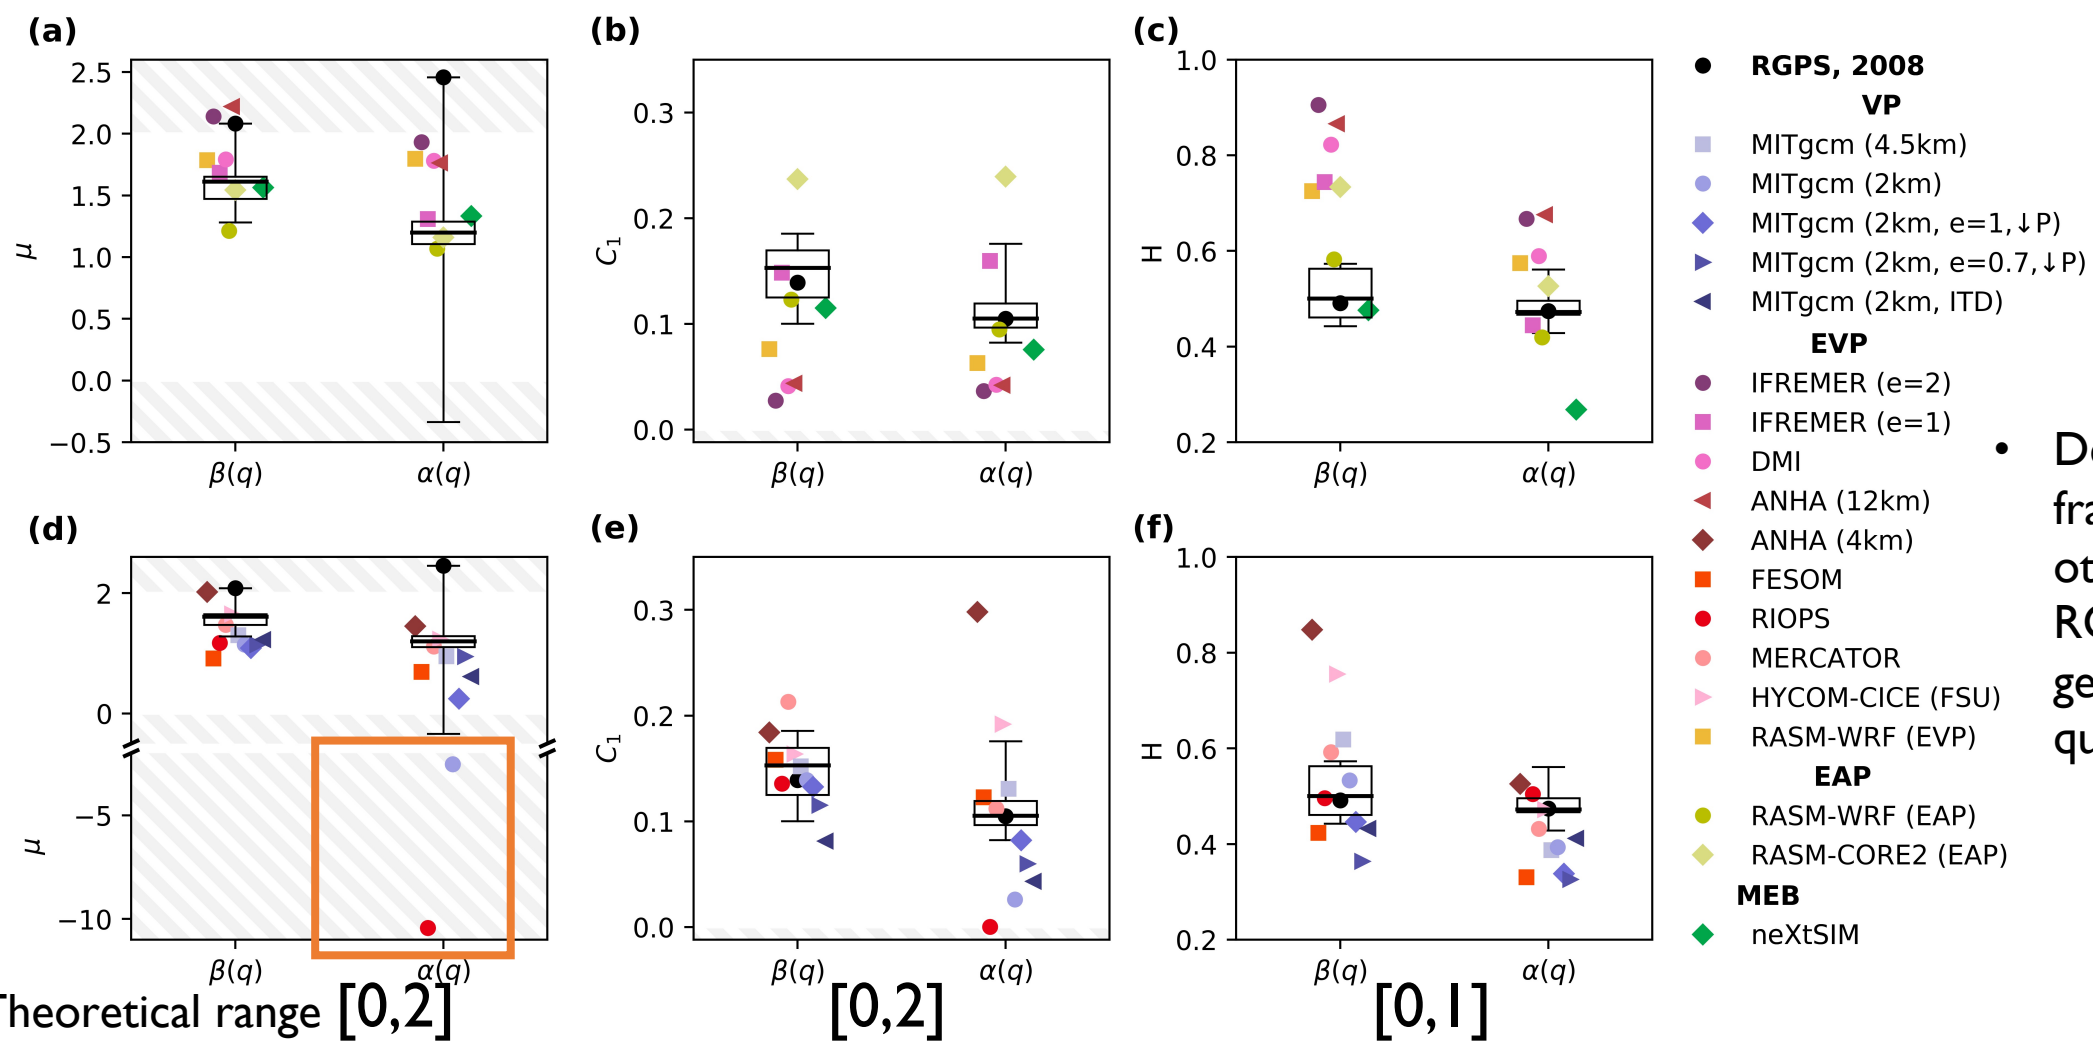 (a)
2.5
2.0
1.5
1.0
0.5
0.0
−0.5
μ
β(q)
α(q)
(b)
0.3
0.2
0.1
0.0
C1
β(q)
α(q)
(c)
1.0
0.8
0.6
0.4
0.2
H
β(q)
α(q)
(d)
2
0
−5
−10
μ
β(q)
α(q)
(e)
0.3
0.2
0.1
0.0
C1
β(q)
α(q)
(f)
1.0
0.8
0.6
0.4
0.2
H
β(q)
α(q)
RGPS, 2008
VP
MITgcm (4.5km)
MITgcm (2km)
MITgcm (2km, e=1,↓P)
MITgcm (2km, e=0.7,↓P)
MITgcm (2km, ITD)
EVP
IFREMER (e=2)
IFREMER (e=1)
DMI
ANHA (12km)
ANHA (4km)
FESOM
RIOPS
MERCATOR
HYCOM-CICE (FSU)
RASM-WRF (EVP)
EAP
RASM-WRF (EAP)
RASM-CORE2 (EAP)
MEB
neXtSIM
Theoretical range [0,2]
[0,2]
[0,1]